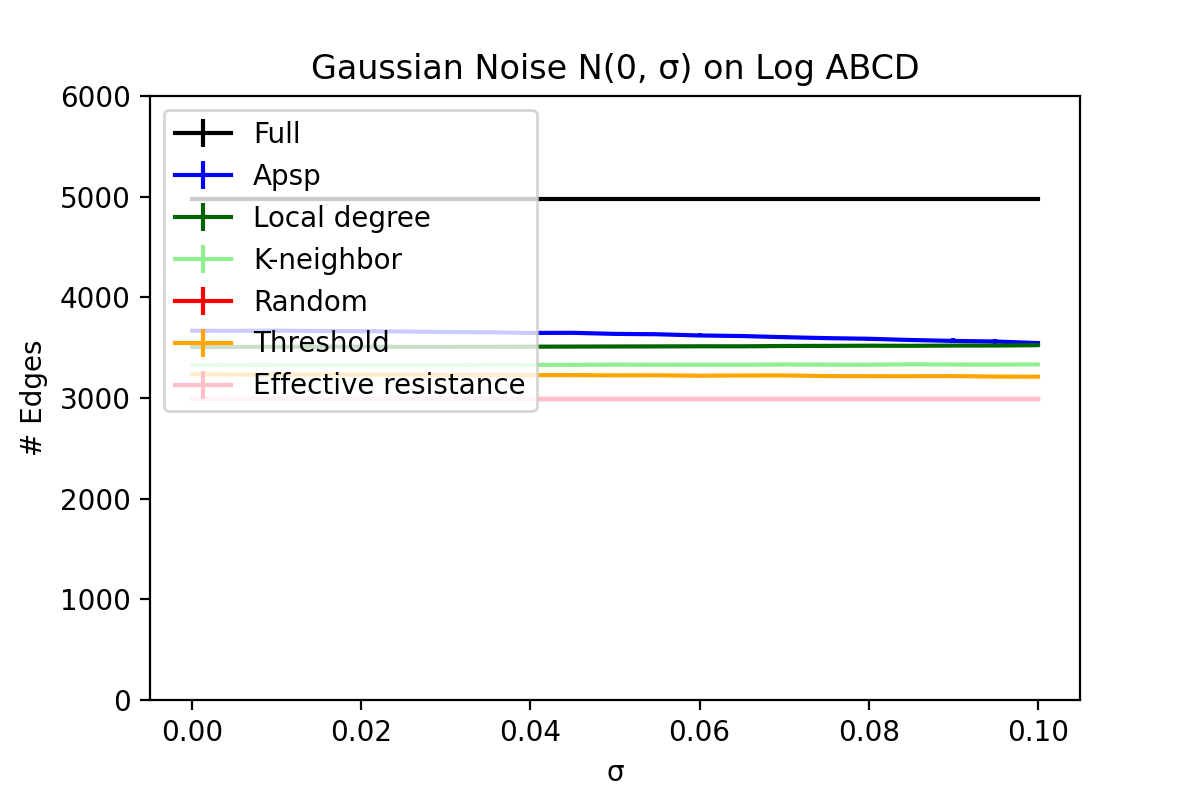 Gaussian Noise N(0, σ) on Log ABCD
6000
5000
4000
3000
2000
1000
0
# Edges
Full
Apsp
Local degree
K-neighbor
Random
Threshold
Effective resistance
0.00 0.02 0.04 0.06 0.08 0.10
σ